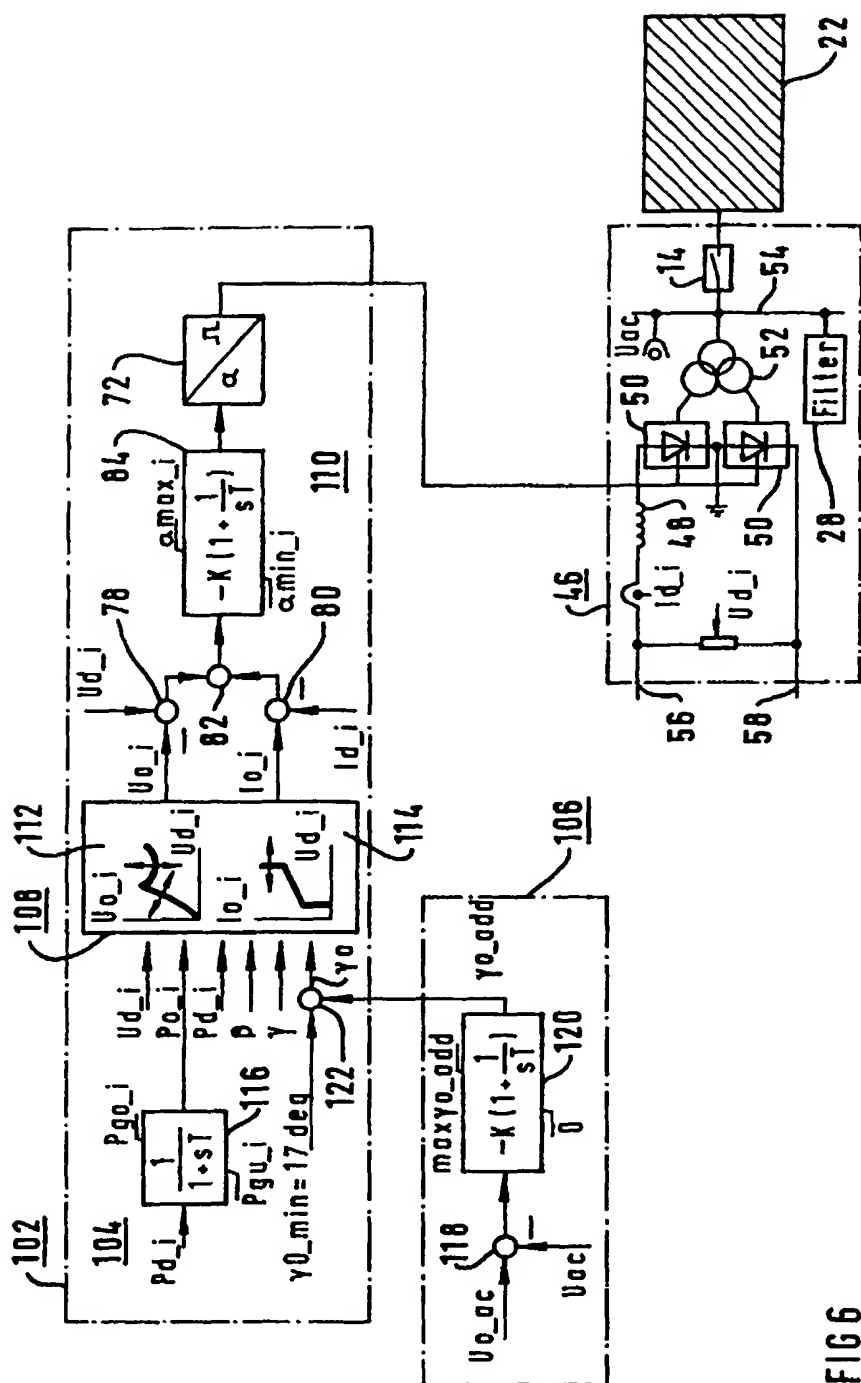 102
104
Pd_i
Pgo_i
1
1+sT
Pgu_i
116
γ0_min = 17 deg
122
Ud_i
Po_i
Pd_i
β
γ
γo
108
112
Uo_i
Ud_i
Io_i
Ud_i
114
Uo_i
Io_i
Ud_i
−
78
82
80
−
Id_i
αmax_i
84
-K(1+1/sT)
αmin_i
110
72
α
106
Uo_ac
118
−
Uac
maxγo_add
-K(1+1/sT)
0
120
γo_add
46
56
58
Id_i
Ud_i
48
50
50
52
Uac
14
54
Filter
28
22
FIG 6